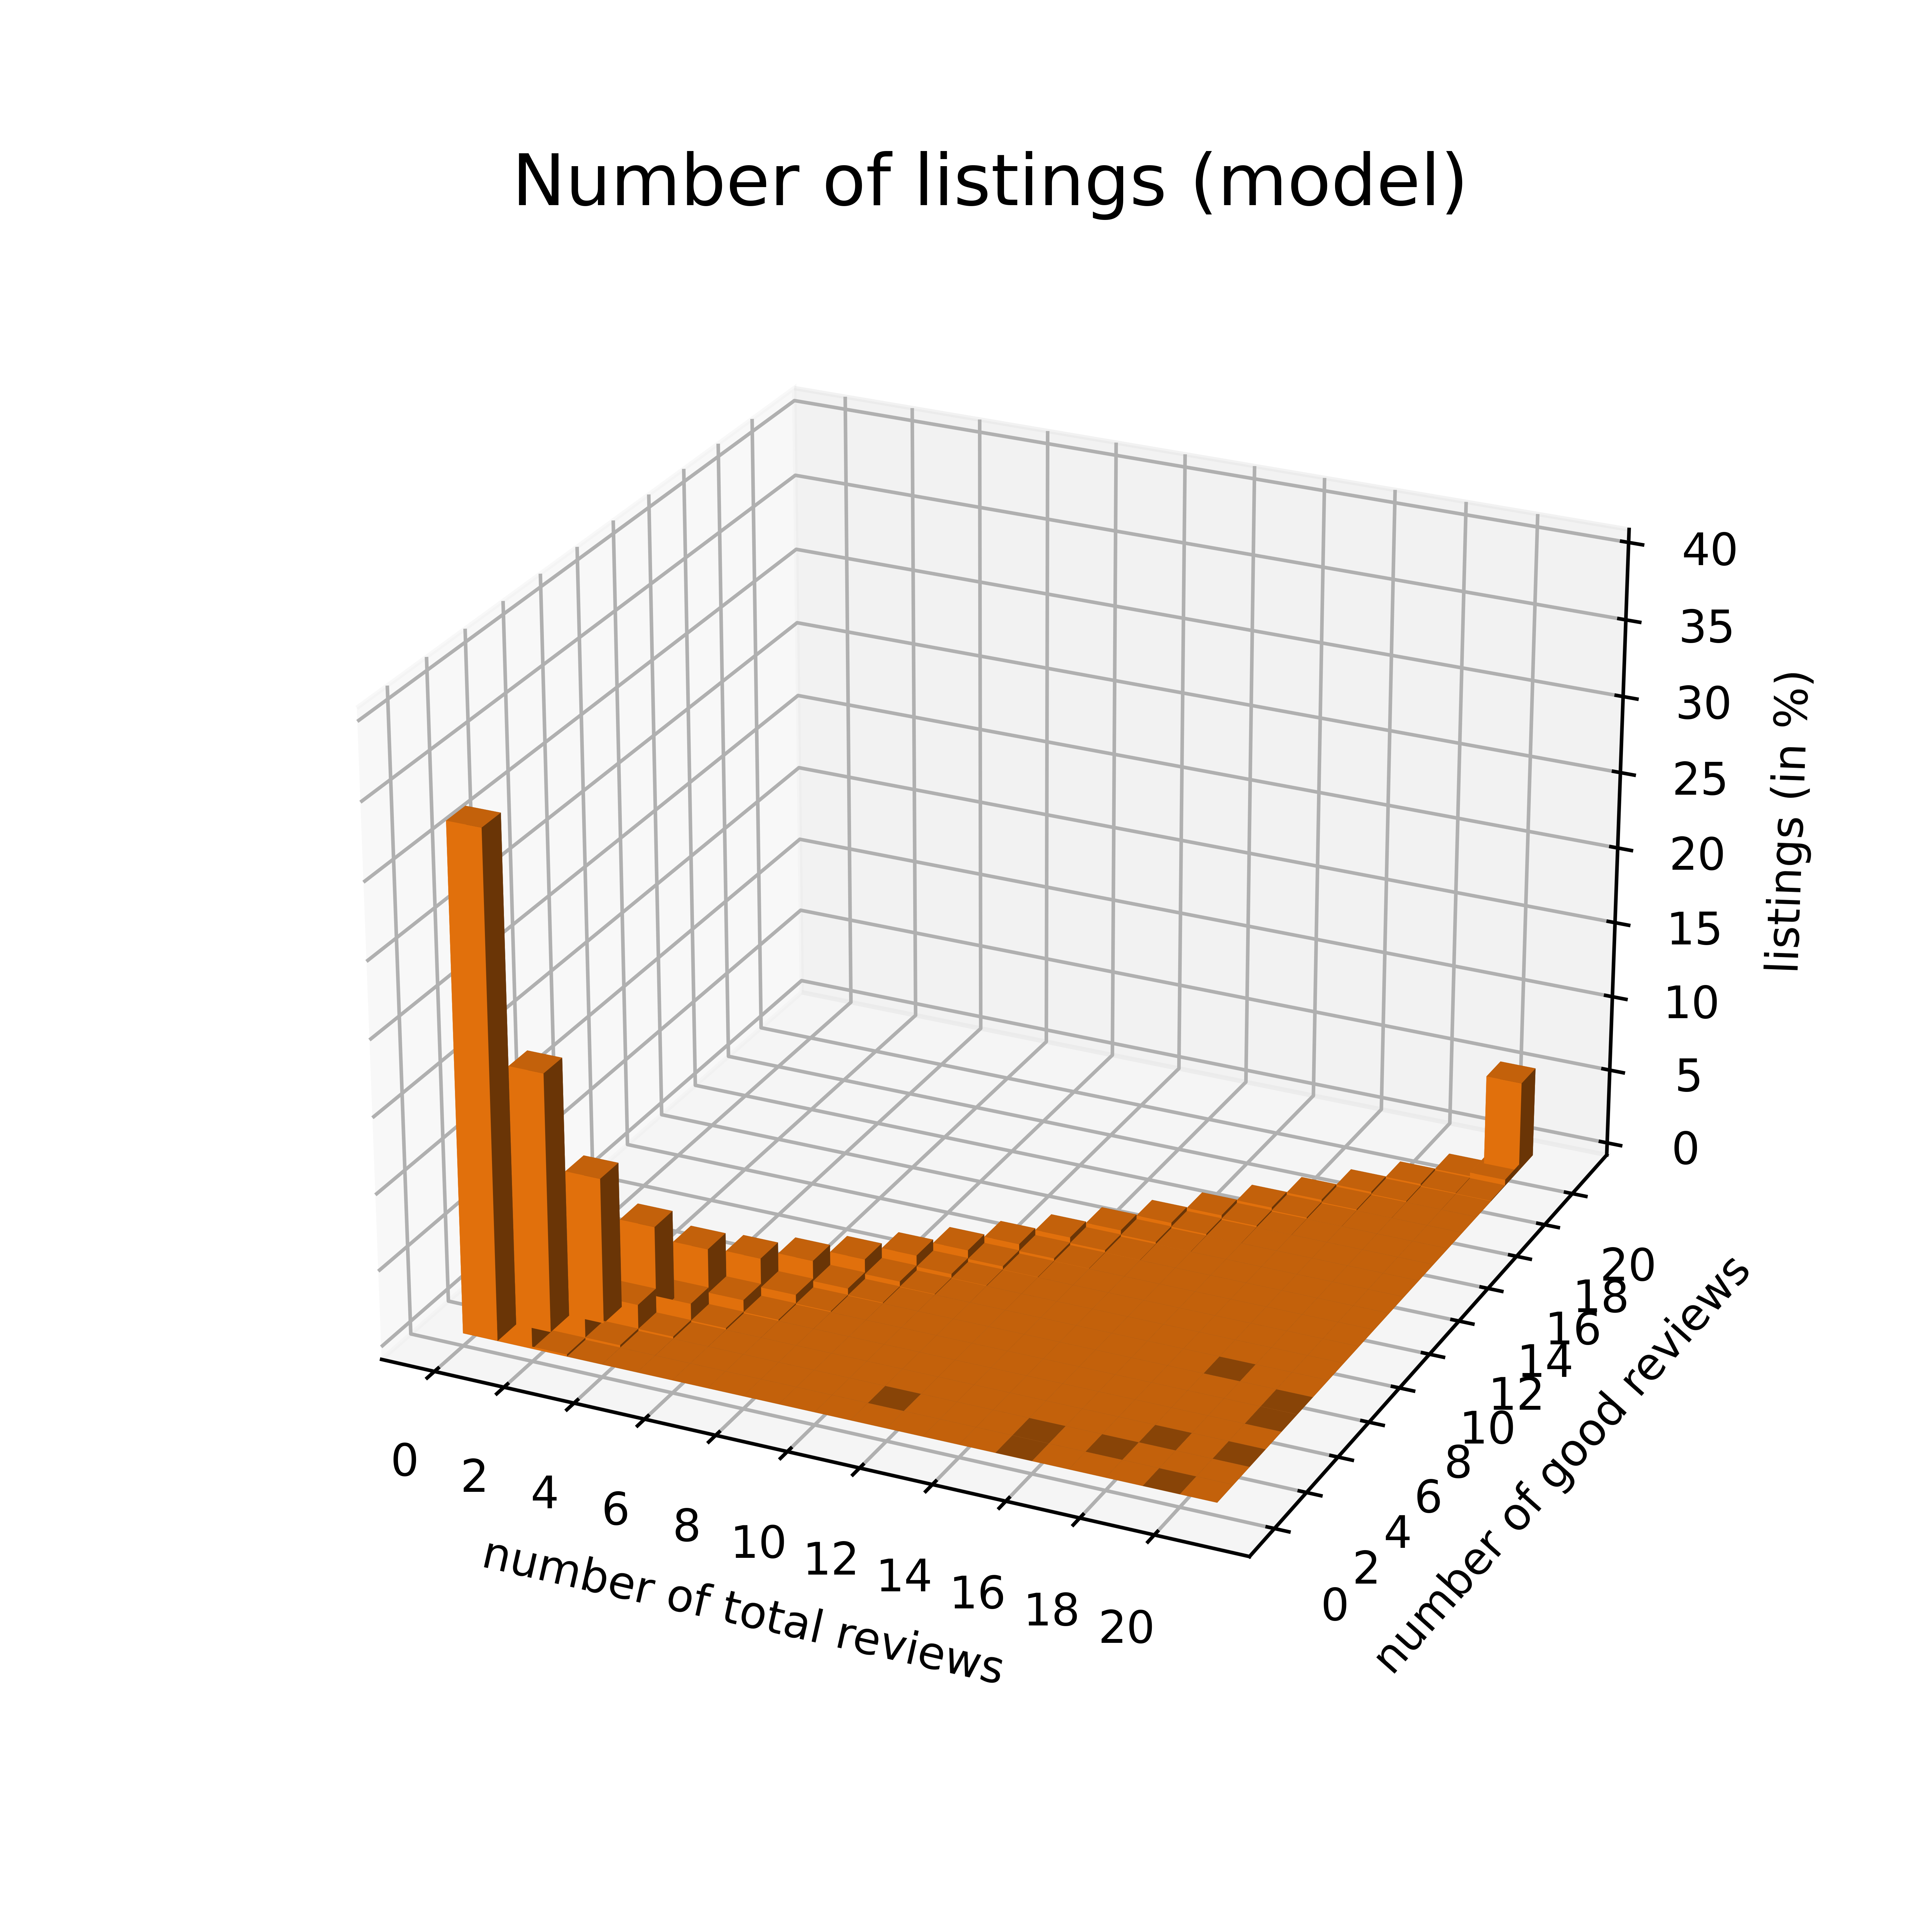 Number of listings (model)
40
35
30
25
20
15
10
5
0
listings (in %)
0 2 4 6 8 10 12 14 16 18 20
number of total reviews
0 2 4 6 8 10 12 14 16 18 20
number of good reviews